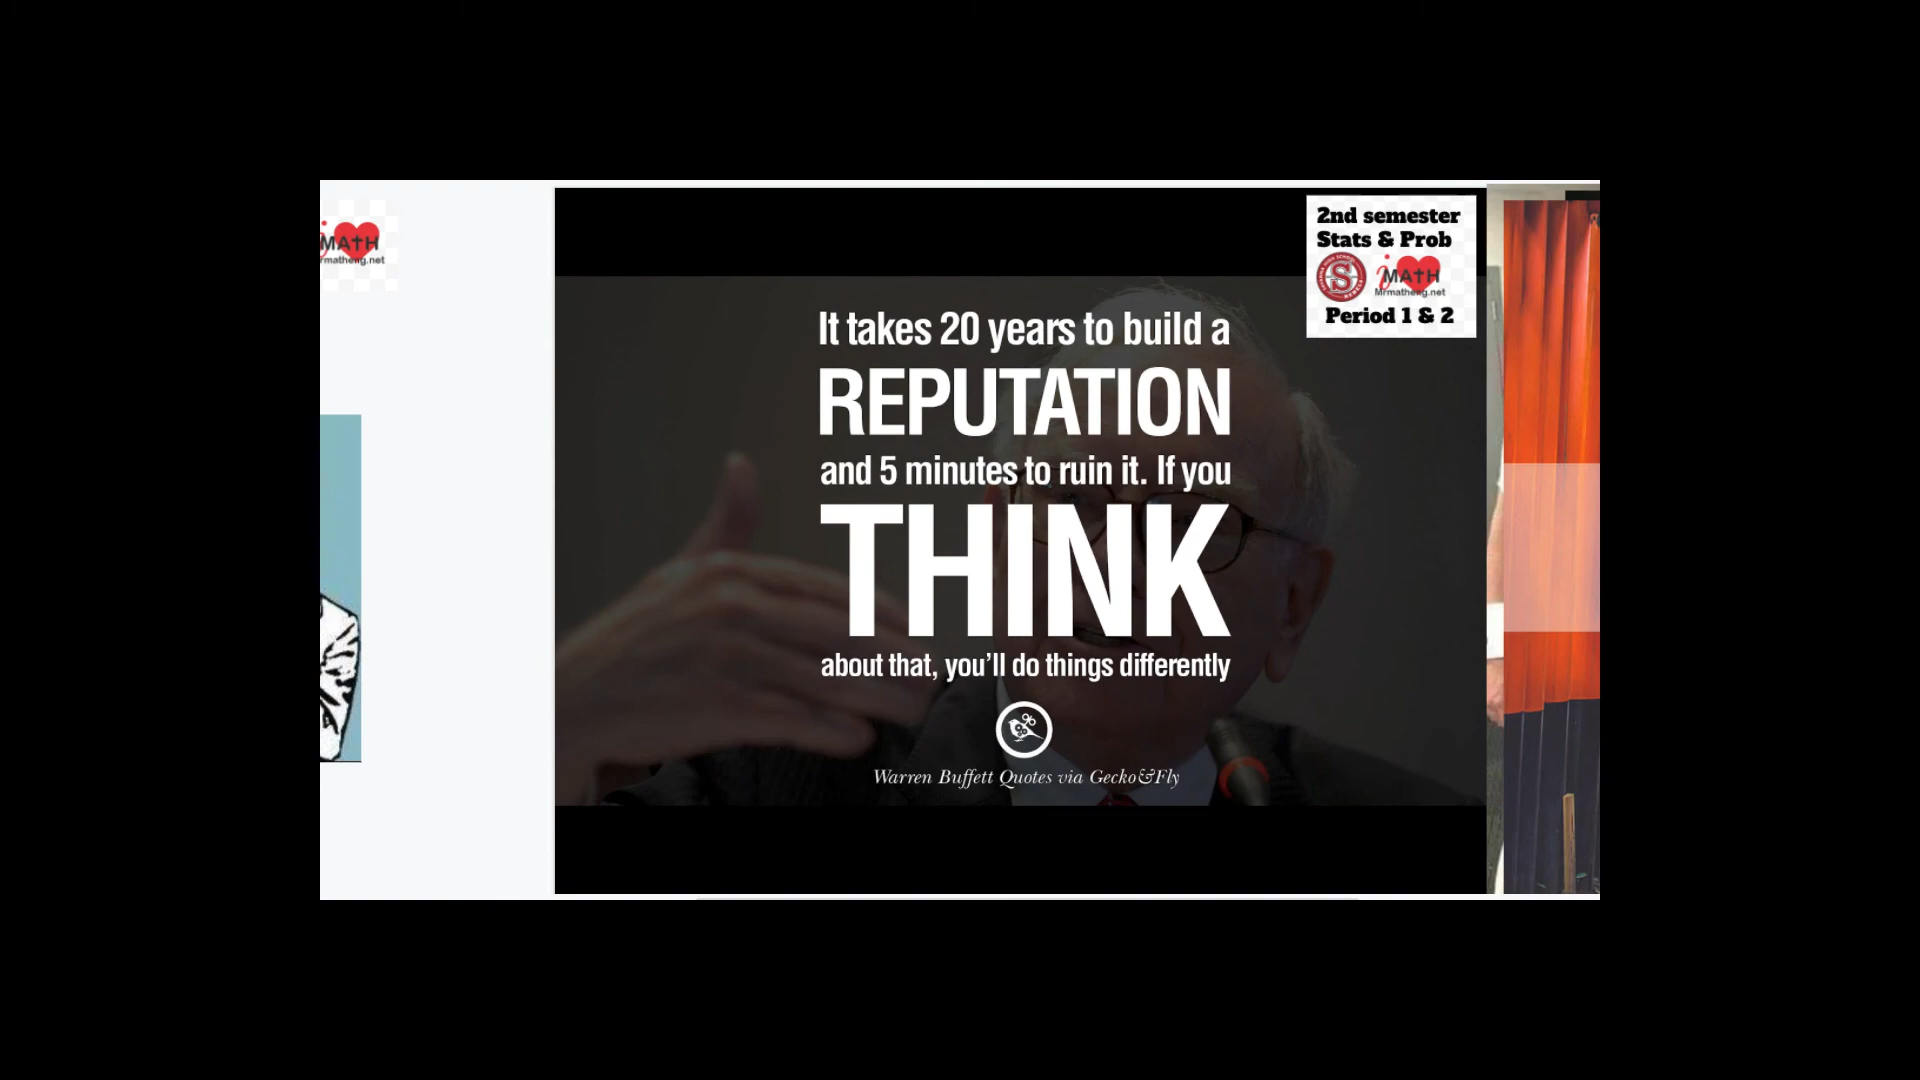 MATH
rmatheng.net
It takes 20 years to build a
REPUTATION
and 5 minutes to ruin it. If you
THINK
about that, you’ll do things differently
Warren Buffett Quotes via Gecko&Fly
2nd semester
Stats & Prob
S
i MATH
Mrmatheng.net
Period 1 & 2